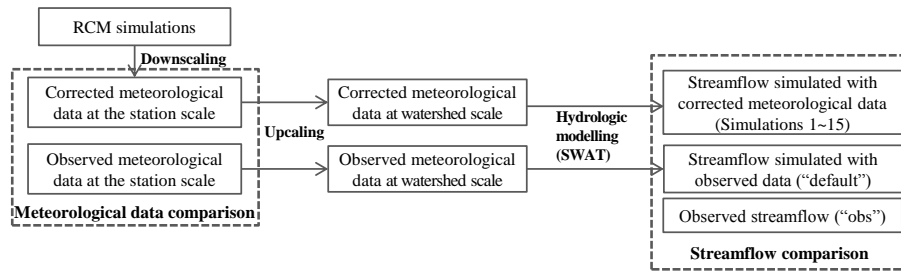 RCM simulations
Downscaling
Corrected meteorological
data at the station scale
Corrected meteorological
data at watershed scale
Streamflow simulated with
corrected meteorological data
(Simulations 1~15)
Upcaling
Hydrologic
modelling
(SWAT)
Observed meteorological
data at the station scale
Observed meteorological
data at watershed scale
Streamflow simulated with
observed data (“default”)
Observed streamflow (“obs”)
Meteorological data comparison
Streamflow comparison